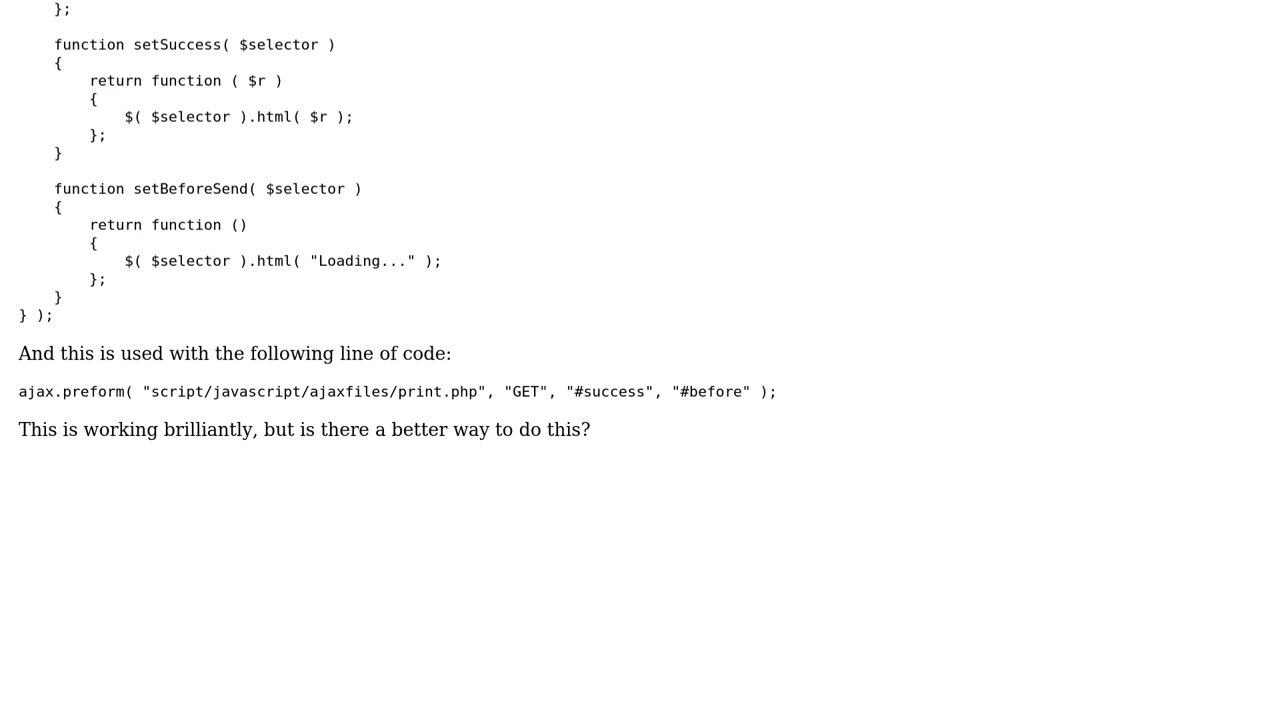 };
function setSuccess( $selector )
{
return function ( $r )
{
$( $selector ).html( $r );
};
}
function setBeforeSend( $selector )
{
return function ()
{
$( $selector ).html( "Loading..." );
};
}
} );
And this is used with the following line of code:
ajax.preform( "script/javascript/ajaxfiles/print.php", "GET", "#success", "#before" );
This is working brilliantly, but is there a better way to do this?